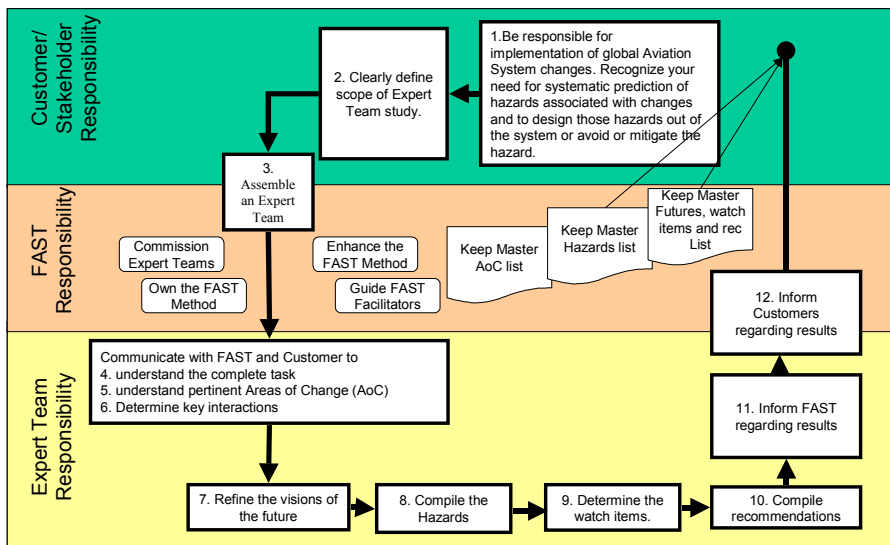 Customer/
Stakeholder
Responsibility
1.Be responsible for
implementation of global Aviation
System changes. Recognize your
need for systematic prediction of
hazards associated with changes
and to design those hazards out of
the system or avoid or mitigate the
hazard.
2. Clearly define
scope of Expert
Team study.
3.
Assemble
an Expert
Team
FAST
Responsibility
Commission
Expert Teams
Enhance the
FAST Method
Own the FAST
Method
Guide FAST
Facilitators
Keep Master
AoC list
Keep Master
Hazards list
Keep Master
Futures, watch
items and rec
List
12. Inform
Customers
regarding results
Expert Team
Responsibility
Communicate with FAST and Customer to
4. understand the complete task
5. understand pertinent Areas of Change (AoC)
6. Determine key interactions
11. Inform FAST
regarding results
7. Refine the visions of
the future
8. Compile the
Hazards
9. Determine the
watch items.
10. Compile
recommendations